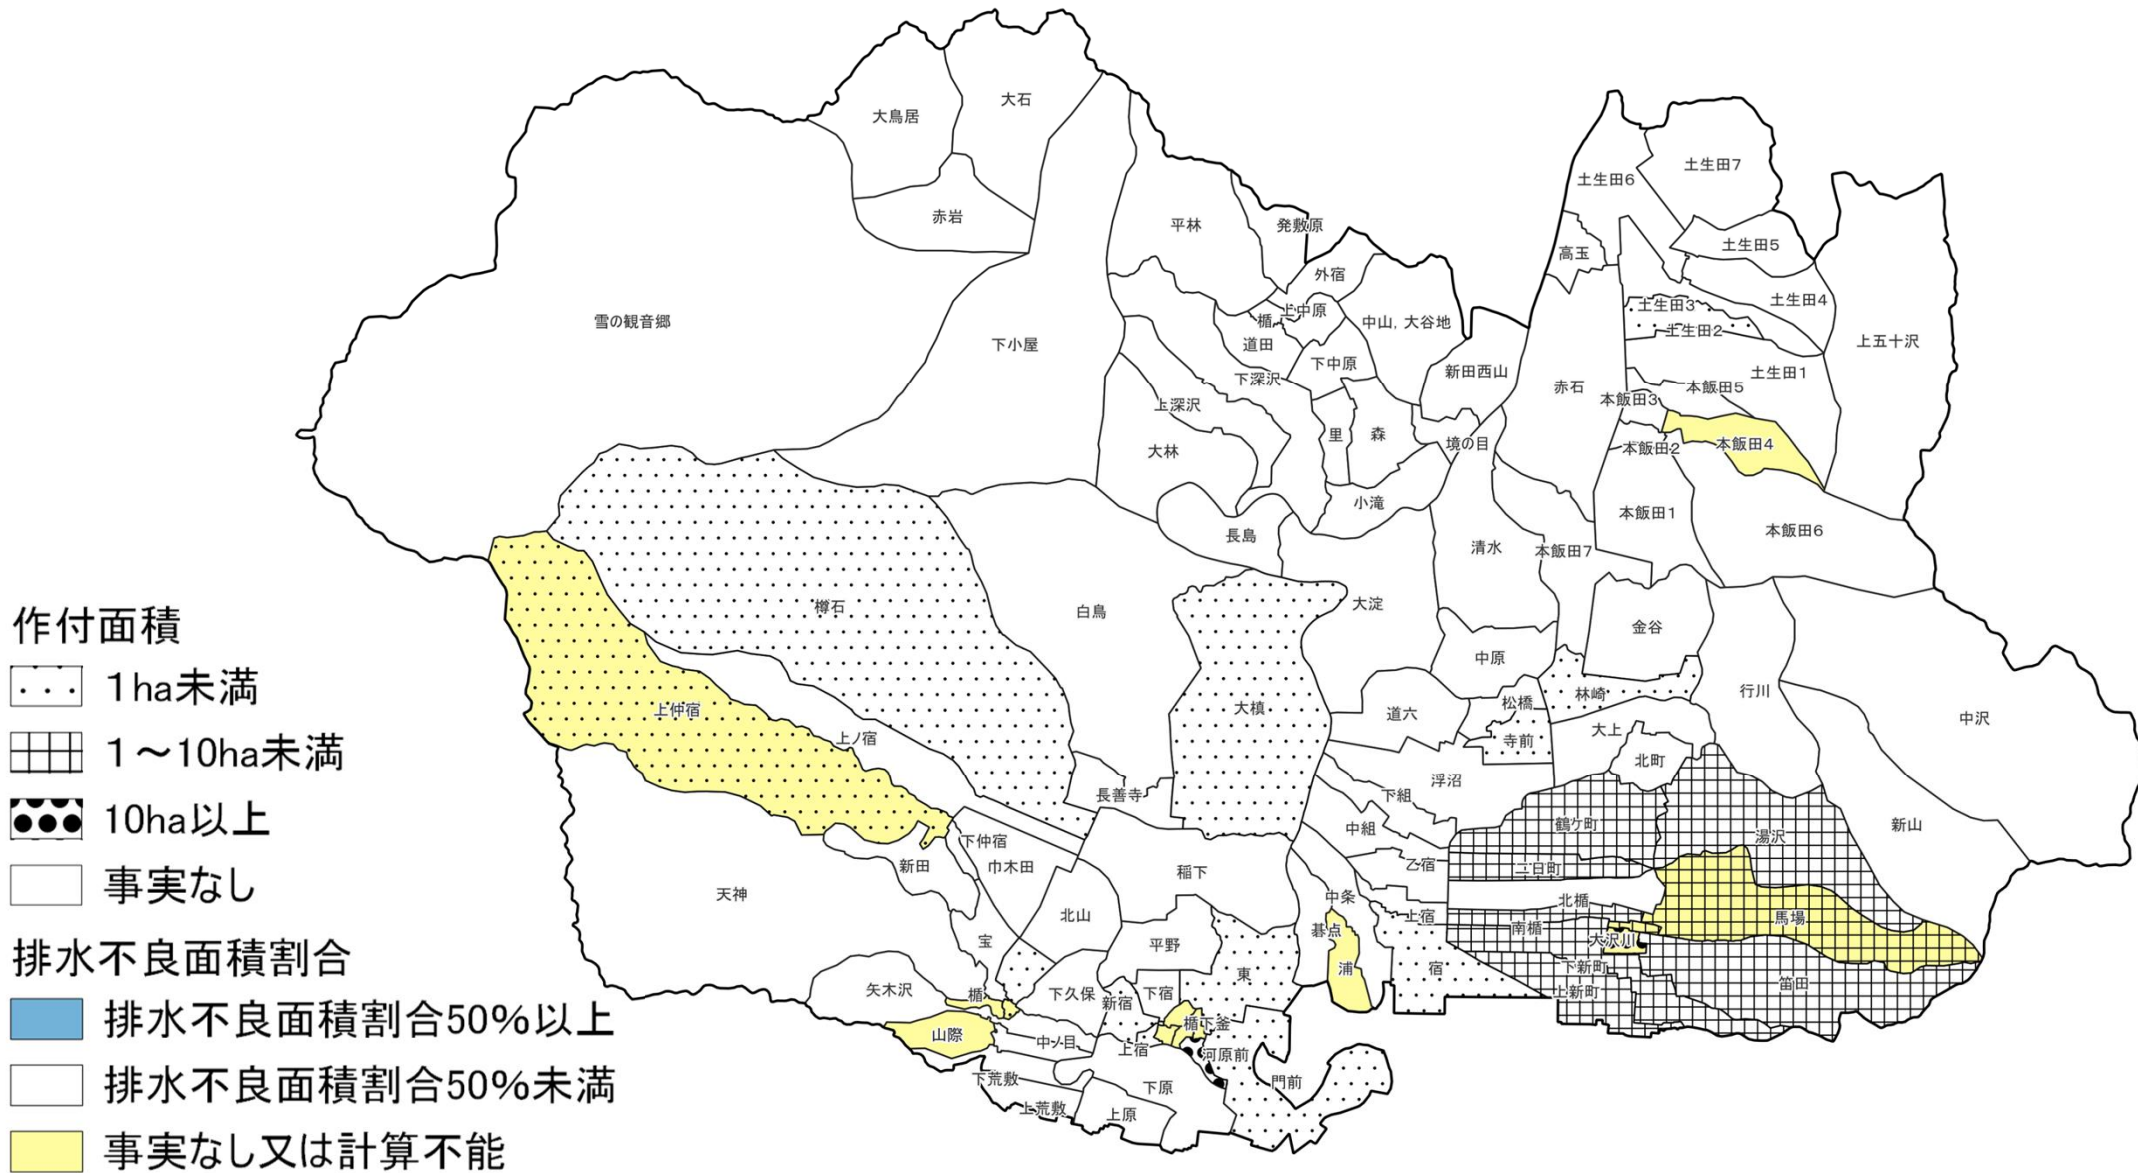 大石
大鳥居
土生田7
土生田6
赤岩
平林
発敷原
土生田5
高玉
外宿
土生田4
土生田3
上中原
楯
中山，大谷地
雪の観音郷
土生田2
上五十沢
下小屋
道田
下中原
新田西山
土生田1
下深沢
赤石
本飯田5
本飯田3
上深沢
里
森
境の目
本飯田4
本飯田2
大林
小滝
本飯田1
本飯田6
長島
清水
本飯田7
樽石
白鳥
大淀
金谷
中原
行川
林崎
松橋
上仲宿
大槙
道六
中沢
大上
上ノ宿
寺前
北町
浮沼
長善寺
下組
鶴ケ町
中組
湯沢
新山
下仲宿
新田
巾木田
稲下
乙宿
二日町
天神
中条
北楯
北山
上宿
馬場
碁点
南楯
宝
平野
大沢川
東
浦
宿
下新町
笛田
矢木沢
楯
下久保
新宿
下宿
上新町
楯下釜
山際
中ノ目
上宿
河原前
下荒敷
下原
門前
上荒敷
上原
作付面積
1ha未満
1～10ha未満
10ha以上
事実なし
排水不良面積割合
排水不良面積割合50%以上
排水不良面積割合50%未満
事実なし又は計算不能